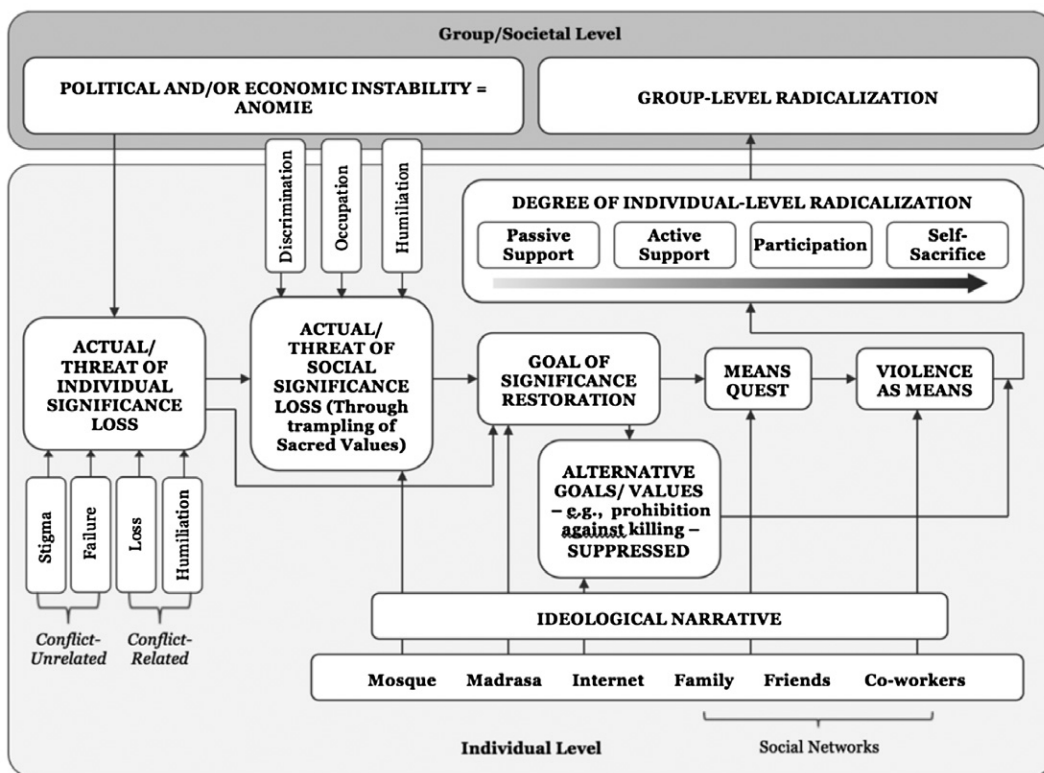 Group/Societal Level
POLITICAL AND/OR ECONOMIC INSTABILITY =
ANOMIE
GROUP-LEVEL RADICALIZATION
Discrimination
Occupation
Humiliation
DEGREE OF INDIVIDUAL-LEVEL RADICALIZATION
Passive
Support
Active
Support
Participation
Self-
Sacrifice
ACTUAL/
THREAT OF
INDIVIDUAL
SIGNIFICANCE
LOSS
ACTUAL/
THREAT OF
SOCIAL
SIGNIFICANCE
LOSS (Through
trampling of
Sacred Values)
GOAL OF
SIGNIFICANCE
RESTORATION
MEANS
QUEST
VIOLENCE
AS MEANS
ALTERNATIVE
GOALS/ VALUES
– e.g., prohibition
against killing –
SUPPRESSED
Stigma
Failure
Loss
Humiliation
Conflict-
Unrelated
Conflict-
Related
IDEOLOGICAL NARRATIVE
Mosque Madrasa Internet Family Friends Co-workers
Individual Level
Social Networks